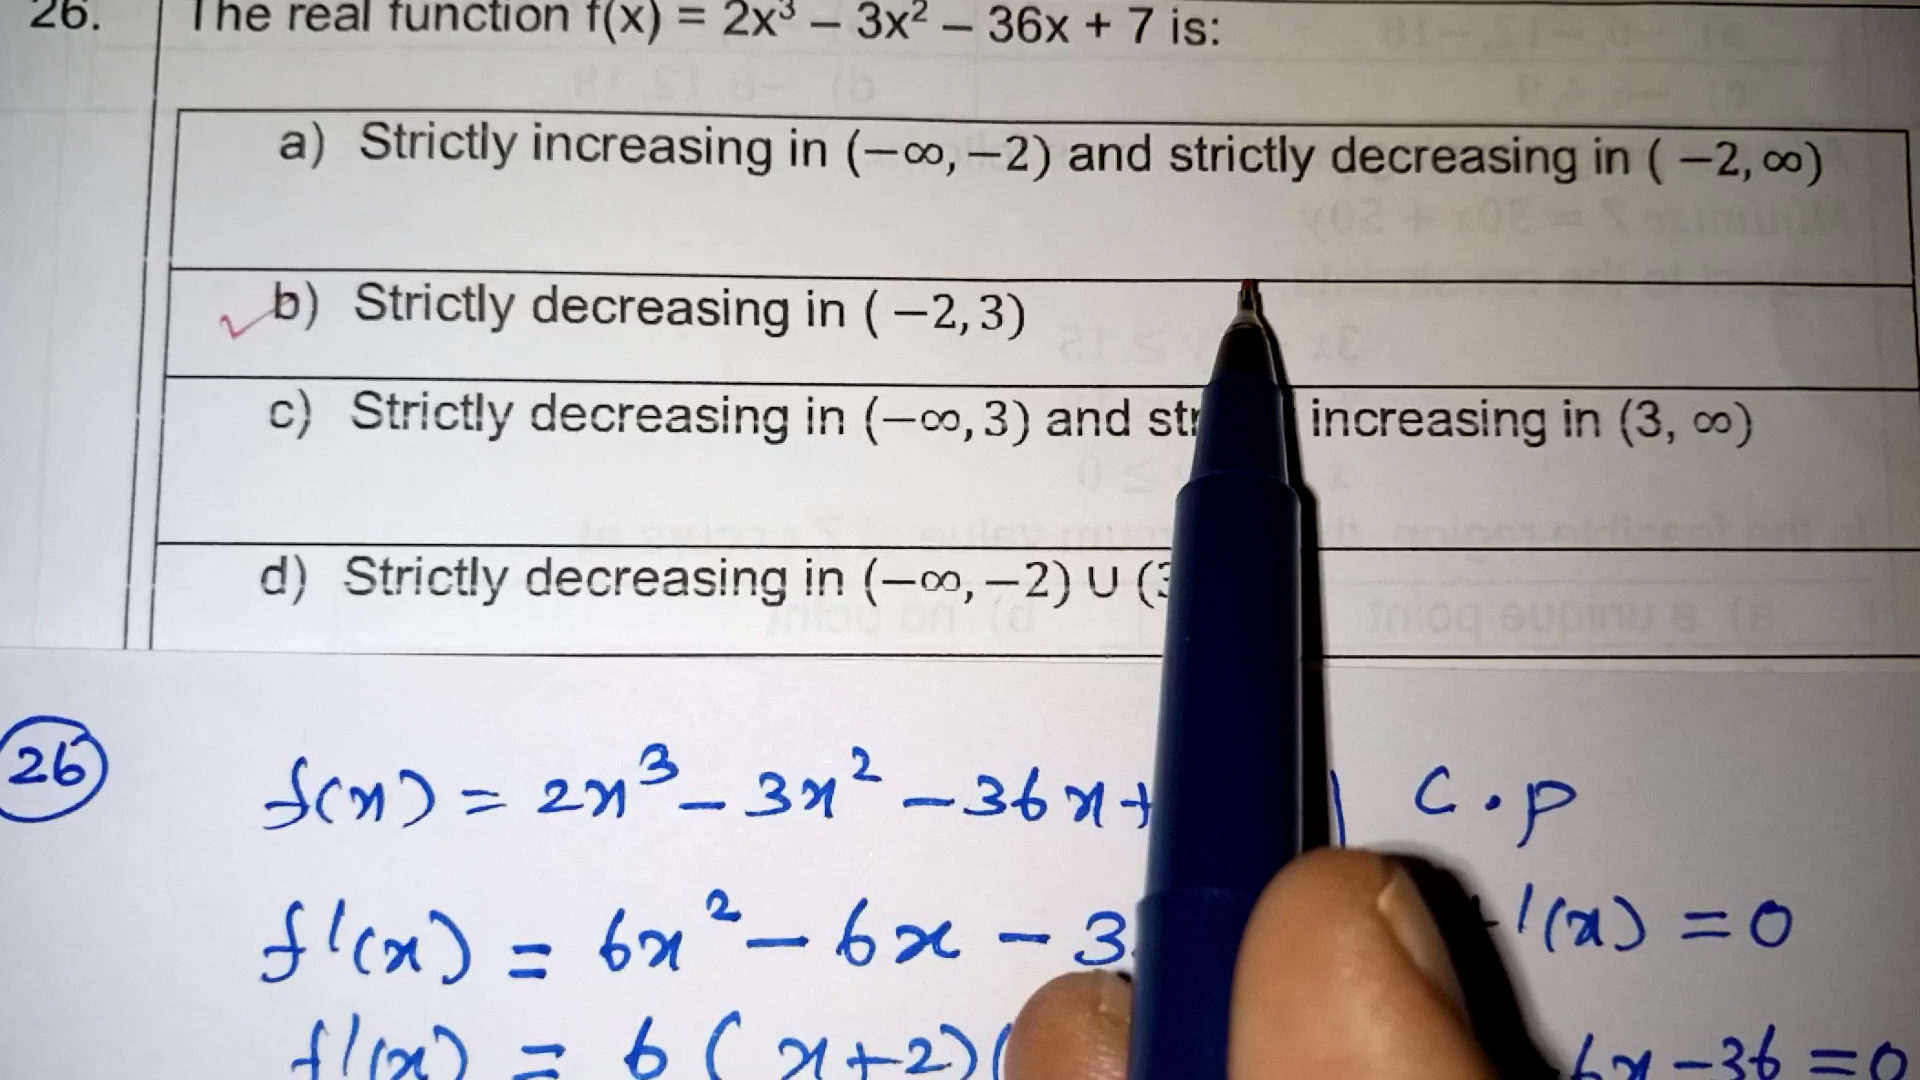 26. The real function f(x) = 2x³ – 3x² – 36x + 7 is:
a) Strictly increasing in (−∞, −2) and strictly decreasing in ( −2, ∞)
b) Strictly decreasing in ( −2, 3)
c) Strictly decreasing in (−∞, 3) and increasing in (3, ∞)
d) Strictly decreasing in (−∞, −2) ∪ (
26
f(x) = 2x³ – 3x² – 36x +
C.P
f'(x) = 6x² – 6x – 3
'(x) = 0
f'(x) = 6 ( x+2)(
6x – 36 = 0